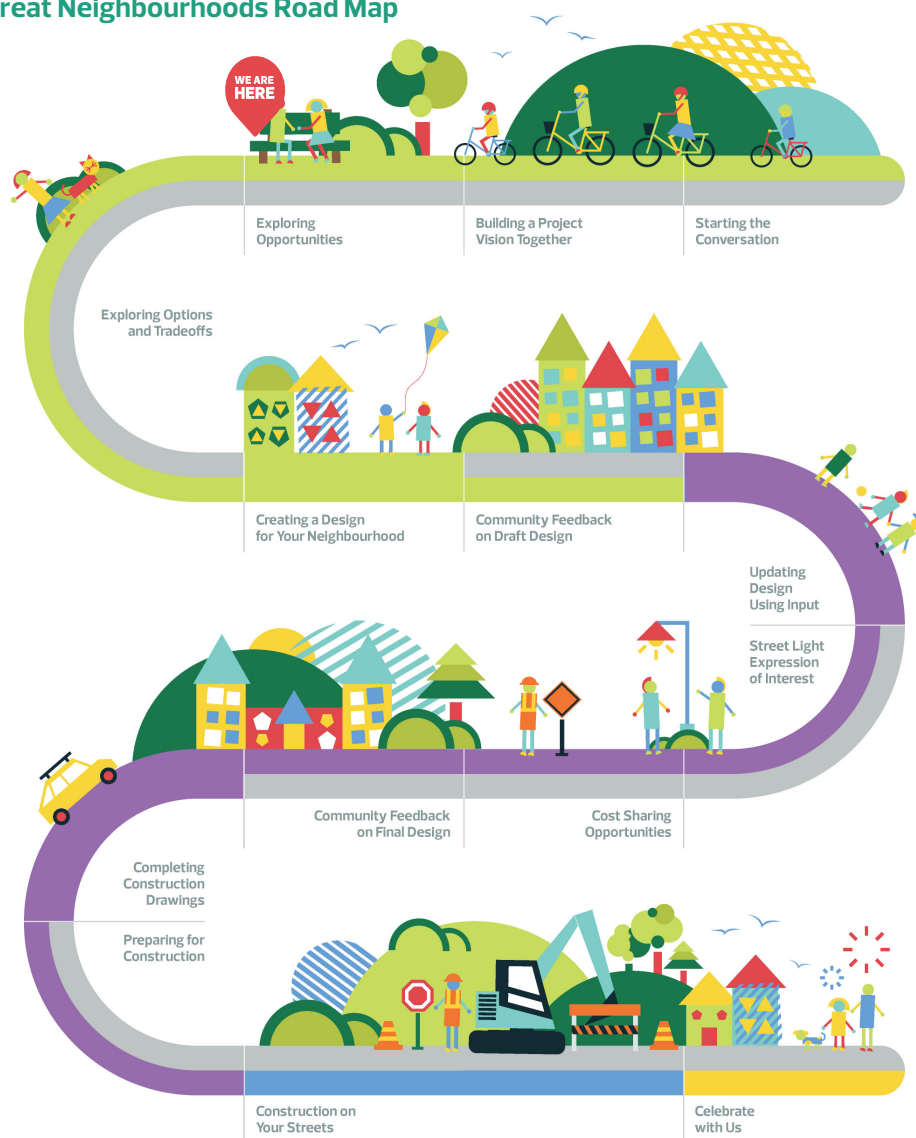 reat Neighbourhoods Road Map
WE ARE
HERE
Exploring
Opportunities
Building a Project
Vision Together
Starting the
Conversation
Exploring Options
and Tradeoffs
Creating a Design
for Your Neighbourhood
Community Feedback
on Draft Design
Updating
Design
Using Input
Street Light
Expression
of Interest
Cost Sharing
Opportunities
Community Feedback
on Final Design
Completing
Construction
Drawings
Preparing for
Construction
Construction on
Your Streets
Celebrate
with Us